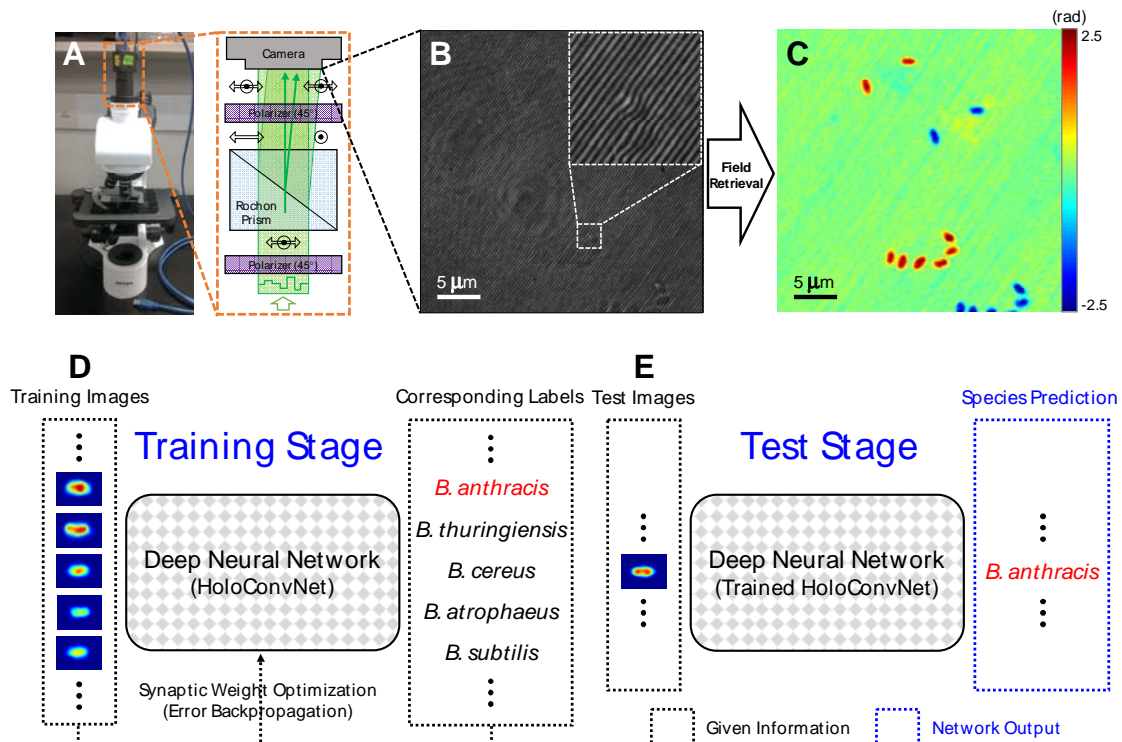 A
Camera
Polarizer (45°)
Rochon
Prism
Polarizer (45°)
B
5 μm
Field
Retrieval
C
(rad)
2.5
-2.5
5 μm
D
Training Images
Training Stage
Deep Neural Network
(HoloConvNet)
Synaptic Weight Optimization
(Error Backpropagation)
Corresponding Labels
B. anthracis
B. thuringiensis
B. cereus
B. atrophaeus
B. subtilis
E
Test Images
Test Stage
Deep Neural Network
(Trained HoloConvNet)
Species Prediction
B. anthracis
Given Information
Network Output